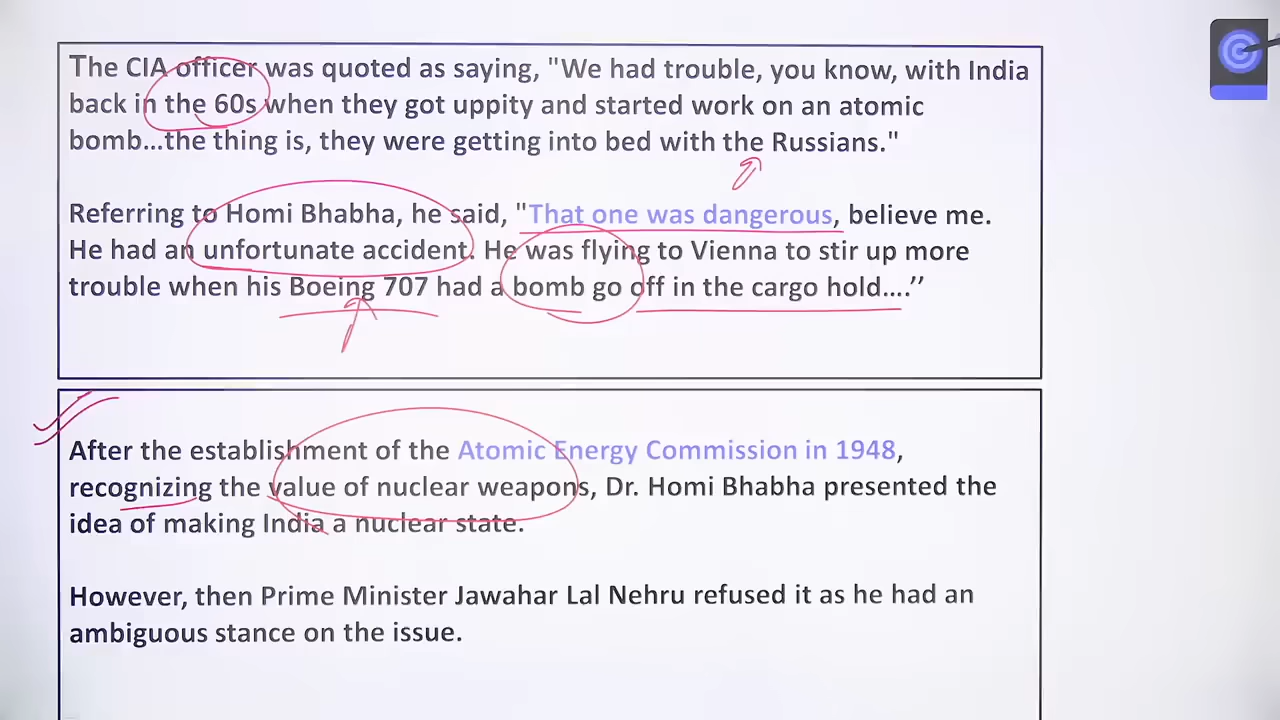 The CIA officer was quoted as saying, "We had trouble, you know, with India
back in the 60s when they got uppity and started work on an atomic
bomb...the thing is, they were getting into bed with the Russians."
Referring to Homi Bhabha, he said, "That one was dangerous, believe me.
He had an unfortunate accident. He was flying to Vienna to stir up more
trouble when his Boeing 707 had a bomb go off in the cargo hold....’’
After the establishment of the Atomic Energy Commission in 1948,
recognizing the value of nuclear weapons, Dr. Homi Bhabha presented the
idea of making India a nuclear state.
However, then Prime Minister Jawahar Lal Nehru refused it as he had an
ambiguous stance on the issue.